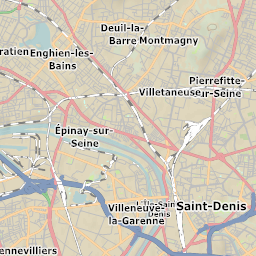 Deuil-la-
Barre
Montmagny
Enghien-les-
Bains
Pierrefitte-
sur-Seine
Villetaneuse
Épinay-sur-
Seine
Saint-Denis
Villeneuve-
la-Garenne
Denis